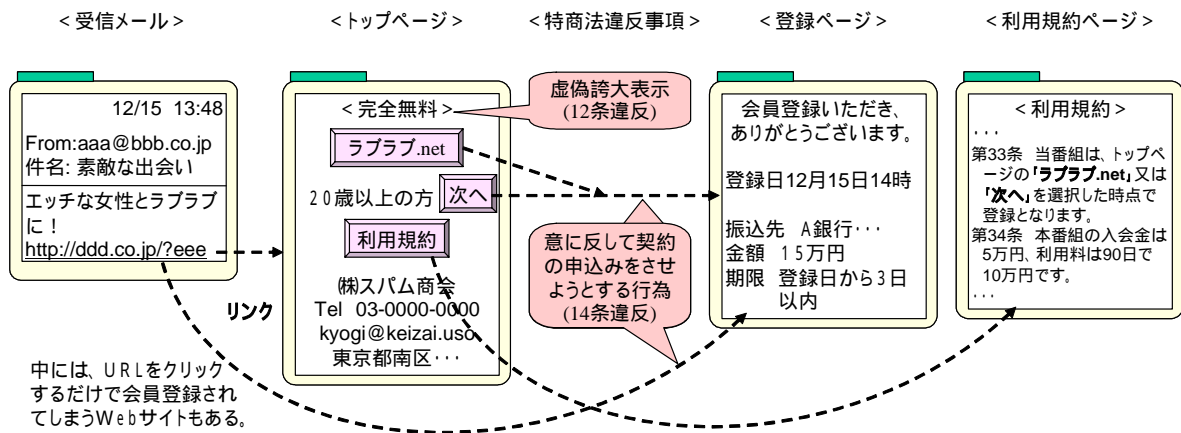 <受信メール>
<トップページ>
<特商法違反事項>
<登録ページ>
<利用規約ページ>
12/15 13:48
From:aaa@bbb.co.jp
件名: 素敵な出会い
エッチな女性とラブラブ
に！
http://ddd.co.jp/?eee
リンク
中には、URLをクリック
するだけで会員登録され
てしまうWebサイトもある。
<完全無料>
ラブラブ.net
20歳以上の方 次へ
利用規約
㈱スパム商会
Tel 03-0000-0000
kyogi@keizai.uso
東京都南区･･･
虚偽誇大表示
(12条違反)
意に反して契約
の申込みをさせ
ようとする行為
(14条違反)
会員登録いただき、
ありがとうございます。
登録日12月15日14時
振込先 A銀行･･･
金額 15万円
期限 登録日から3日
以内
<利用規約>
･･･
第33条 当番組は、トップペ
ージの「ラブラブ.net」又は
「次へ」を選択した時点で
登録となります。
第34条 本番組の入会金は
5万円、利用料は90日で
10万円です。
･･･